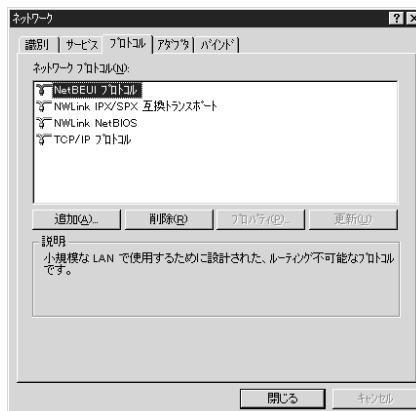 ネットワーク
識別 サービス プロトコル アダプタ バインド
ネットワーク プロトコル(N):
NetBEUI プロトコル
NWLink IPX/SPX 互換トランスポート
NWLink NetBIOS
TCP/IP プロトコル
追加(A)... 削除(R) プロパティ(P)... 更新(U)
説明
小規模な LAN で使用するために設計された、ルーティング不可能なプロトコル
です。
閉じる キャンセル